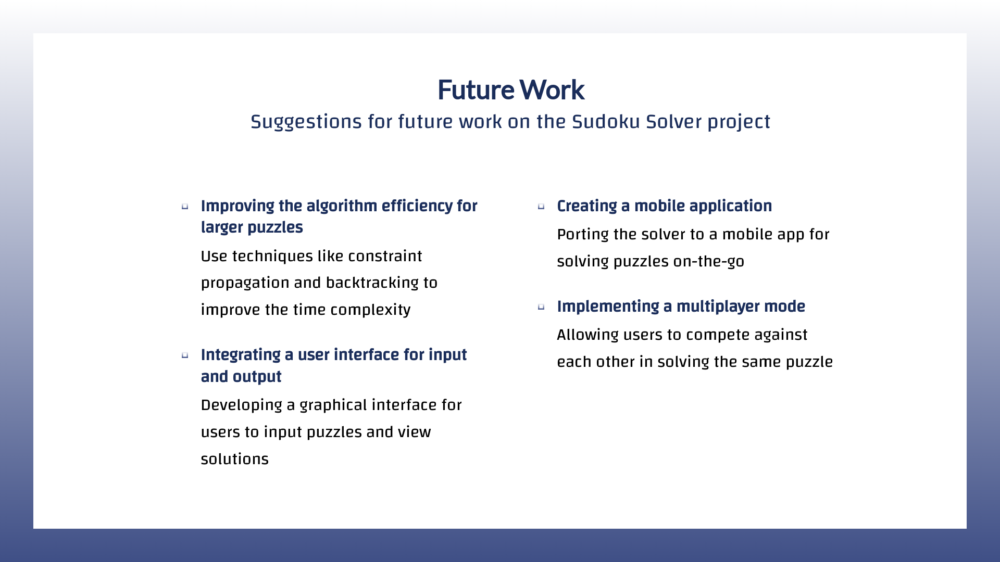 Future Work
Suggestions for future work on the Sudoku Solver project
Improving the algorithm efficiency for
larger puzzles
Use techniques like constraint
propagation and backtracking to
improve the time complexity
Integrating a user interface for input
and output
Developing a graphical interface for
users to input puzzles and view
solutions
Creating a mobile application
Porting the solver to a mobile app for
solving puzzles on-the-go
Implementing a multiplayer mode
Allowing users to compete against
each other in solving the same puzzle